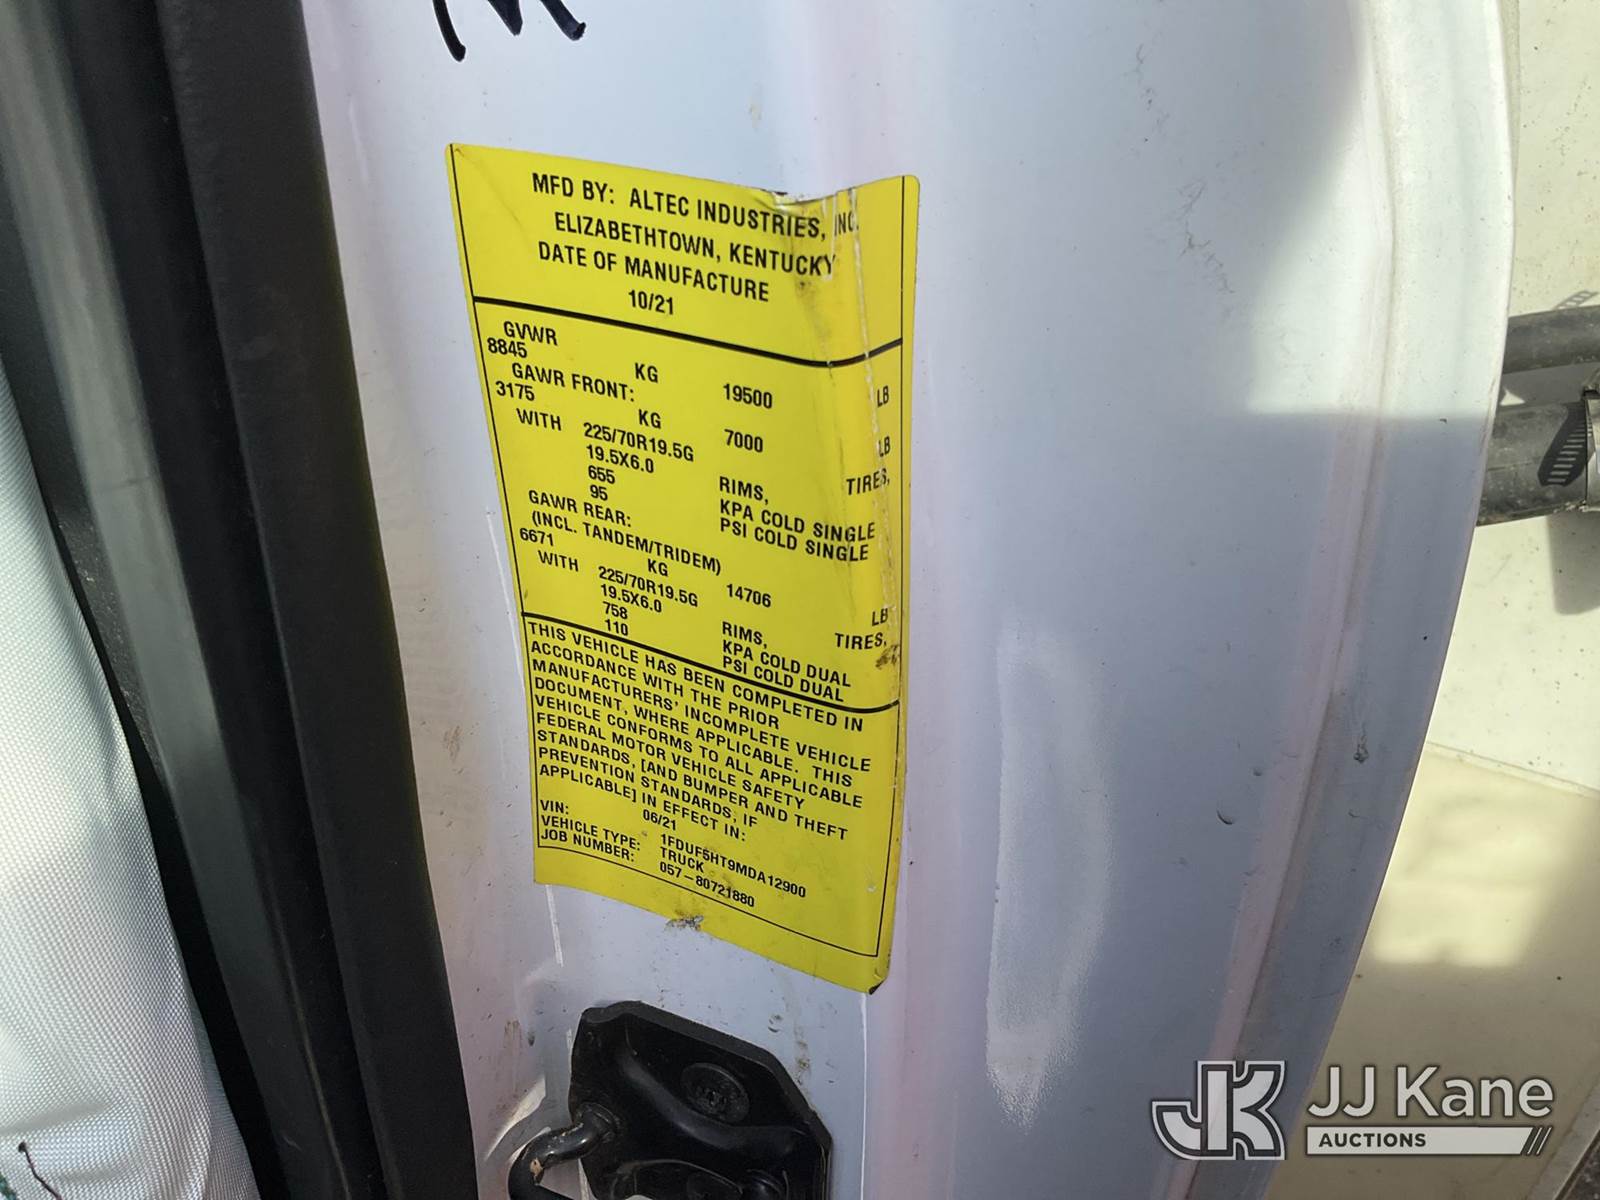 MFD BY: ALTEC INDUSTRIES, INC.
ELIZABETHTOWN, KENTUCKY
DATE OF MANUFACTURE
10/21
GVWR
8845 KG 19500 LB
GAWR FRONT:
3175 KG 7000 LB
WITH 225/70R19.5G TIRES,
19.5X6.0 RIMS,
655 KPA COLD SINGLE
95 PSI COLD SINGLE
GAWR REAR:
(INCL. TANDEM/TRIDEM)
6671 KG 14706 LB
WITH 225/70R19.5G TIRES,
19.5X6.0 RIMS,
758 KPA COLD DUAL
110 PSI COLD DUAL
THIS VEHICLE HAS BEEN COMPLETED IN
ACCORDANCE WITH THE PRIOR
MANUFACTURERS' INCOMPLETE VEHICLE
DOCUMENT, WHERE APPLICABLE. THIS
VEHICLE CONFORMS TO ALL APPLICABLE
FEDERAL MOTOR VEHICLE SAFETY
STANDARDS, [AND BUMPER AND THEFT
PREVENTION STANDARDS, IF
APPLICABLE] IN EFFECT IN:
06/21
VIN: 1FDUF5HT9MDA12900
VEHICLE TYPE: TRUCK
JOB NUMBER: 057-80721880
JK JJ Kane
AUCTIONS